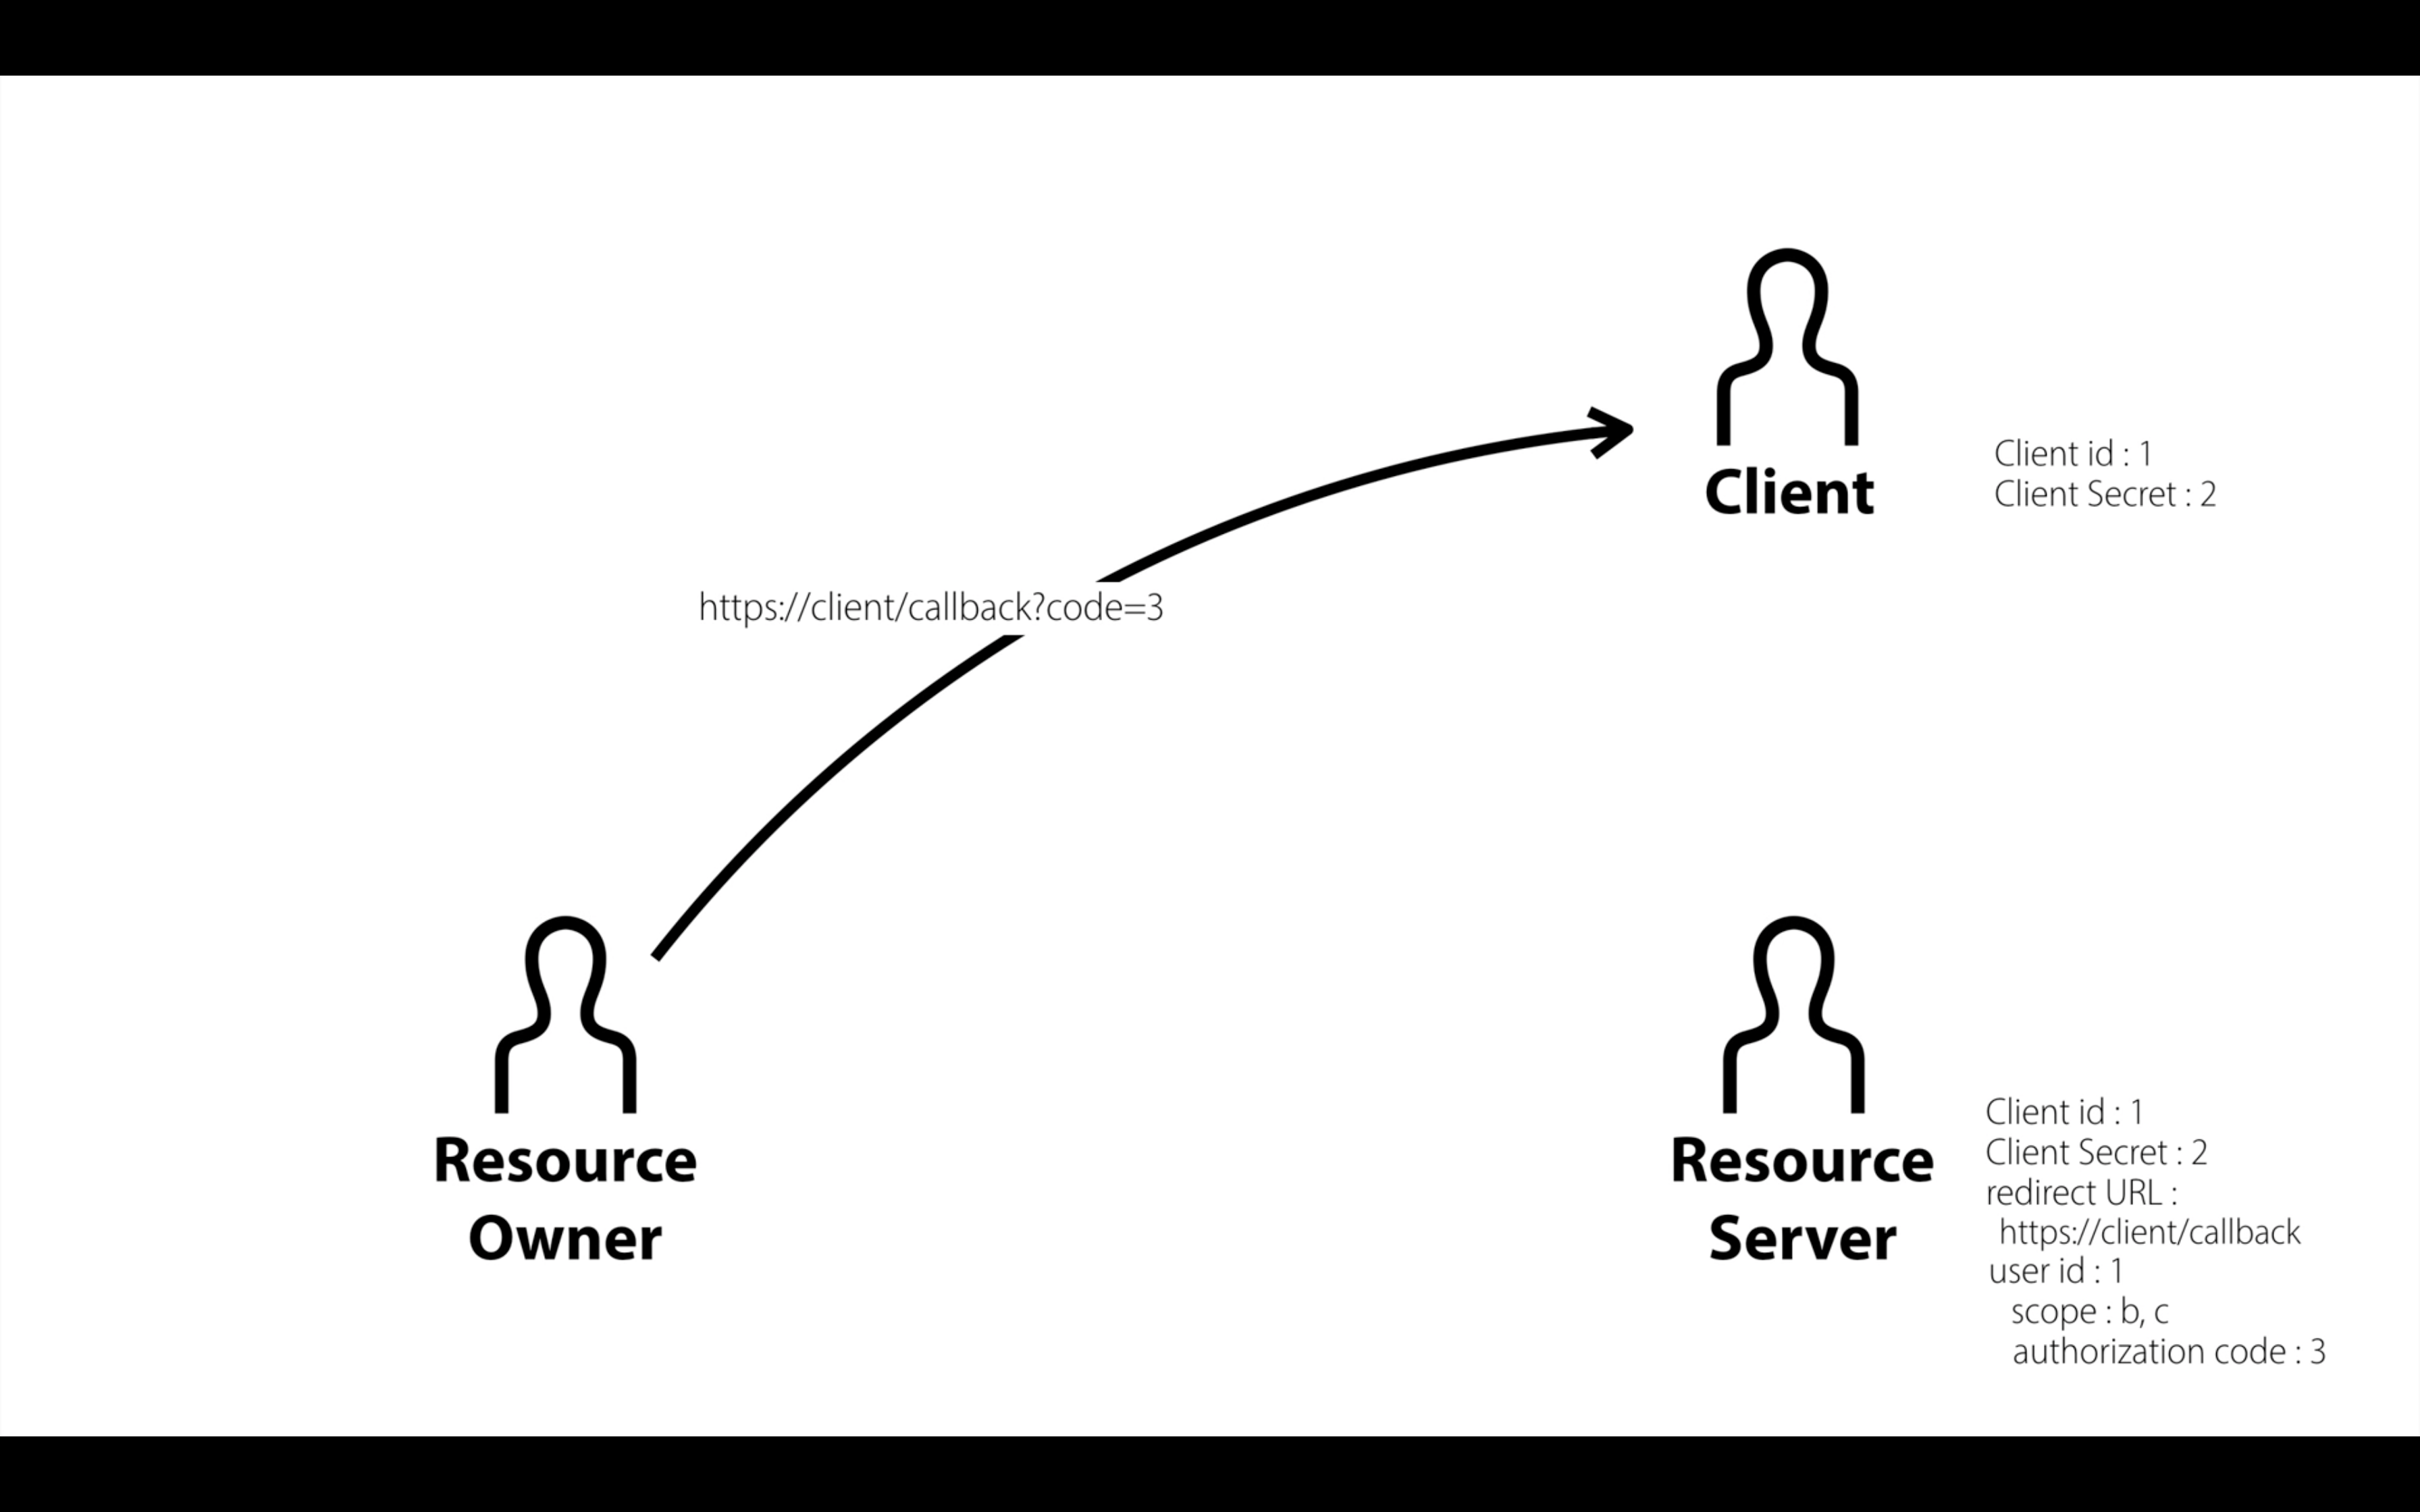 Client
Client id : 1
Client Secret : 2
https://client/callback?code=3
Resource
Owner
Resource
Server
Client id : 1
Client Secret : 2
redirect URL :
https://client/callback
user id : 1
scope : b, c
authorization code : 3